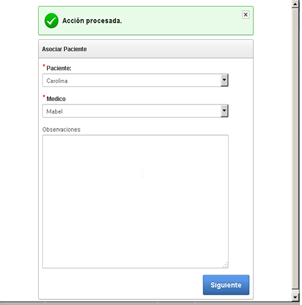 Acción procesada.
Asociar Paciente
* Paciente:
Carolina
* Medico
Mabel
Observaciones
Siguiente